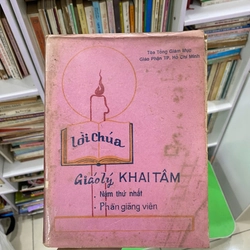 Tòa Tổng Giám Mục
Giáo Phận TP. Hồ Chí Minh
Lời Chúa
Giáo lý KHAI TÂM
. Năm thứ nhất
. Phần giảng viên